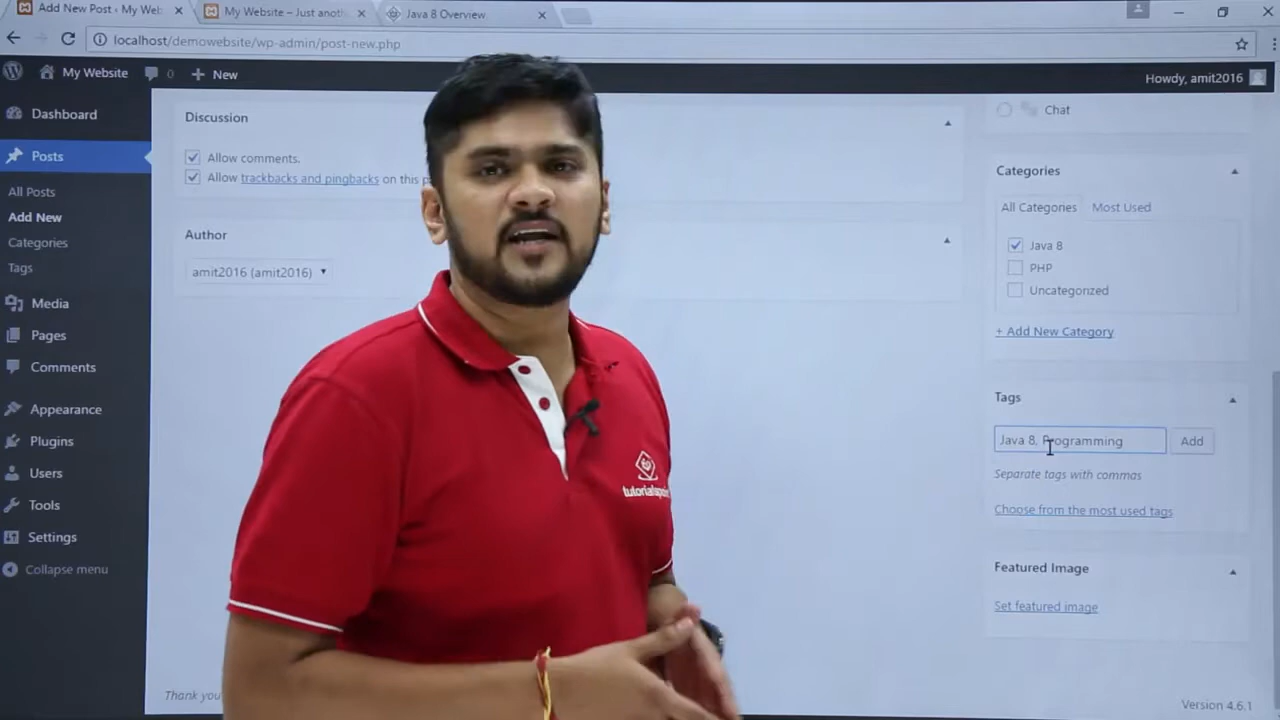 Add New Post ‹ My Web
My Website – Just anoth
Java 8 Overview
localhost/demowebsite/wp-admin/post-new.php
My Website
0
New
Howdy, amit2016
Dashboard
Posts
All Posts
Add New
Categories
Tags
Media
Pages
Comments
Appearance
Plugins
Users
Tools
Settings
Collapse menu
Discussion
Allow comments.
Allow trackbacks and pingbacks on this p
Author
amit2016 (amit2016)
Thank you
tutorialspoi
Chat
Categories
All Categories Most Used
Java 8
PHP
Uncategorized
+ Add New Category
Tags
Java 8, Programming Add
Separate tags with commas
Choose from the most used tags
Featured Image
Set featured image
Version 4.6.1